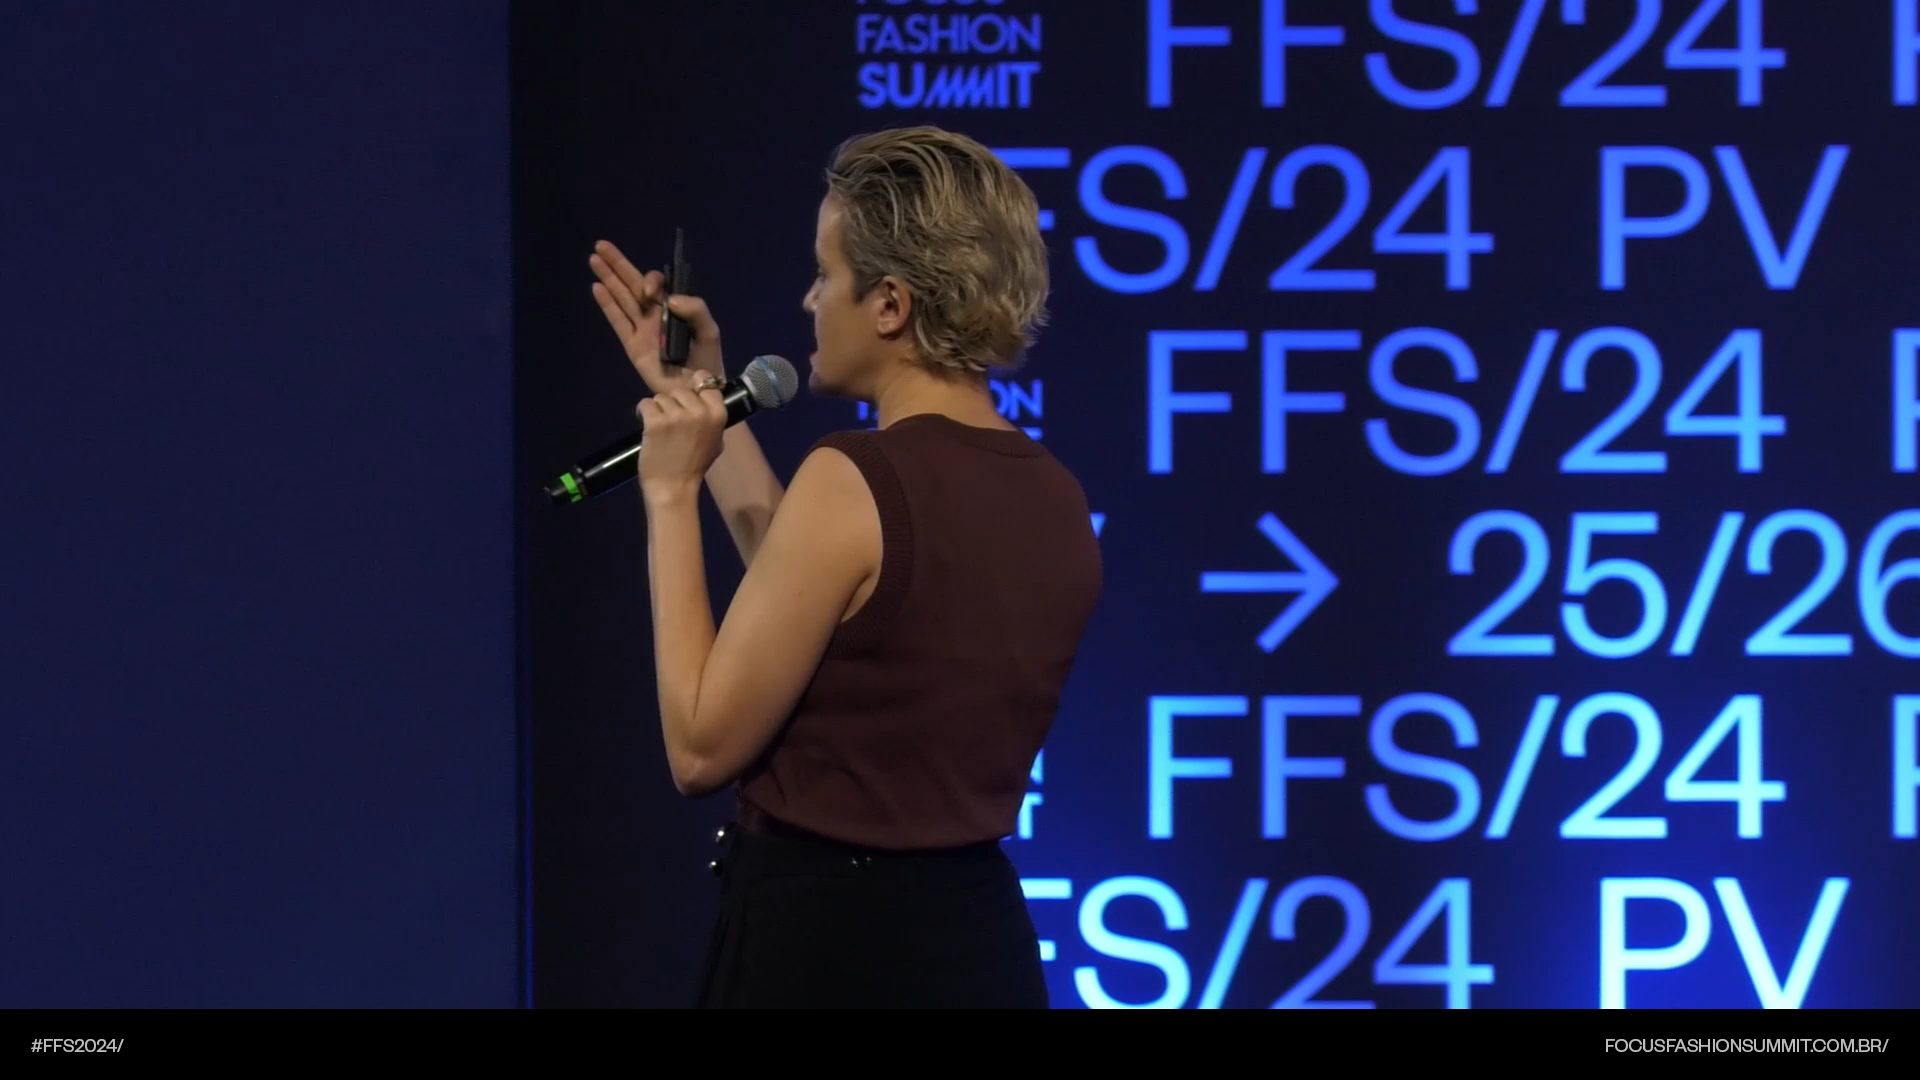 FASHION
SUMMIT
FFS/24
FS/24 PV
FFS/24
→ 25/26
FFS/24
FS/24 PV
#FFS2024/
FOCUSFASHIONSUMMIT.COM.BR/